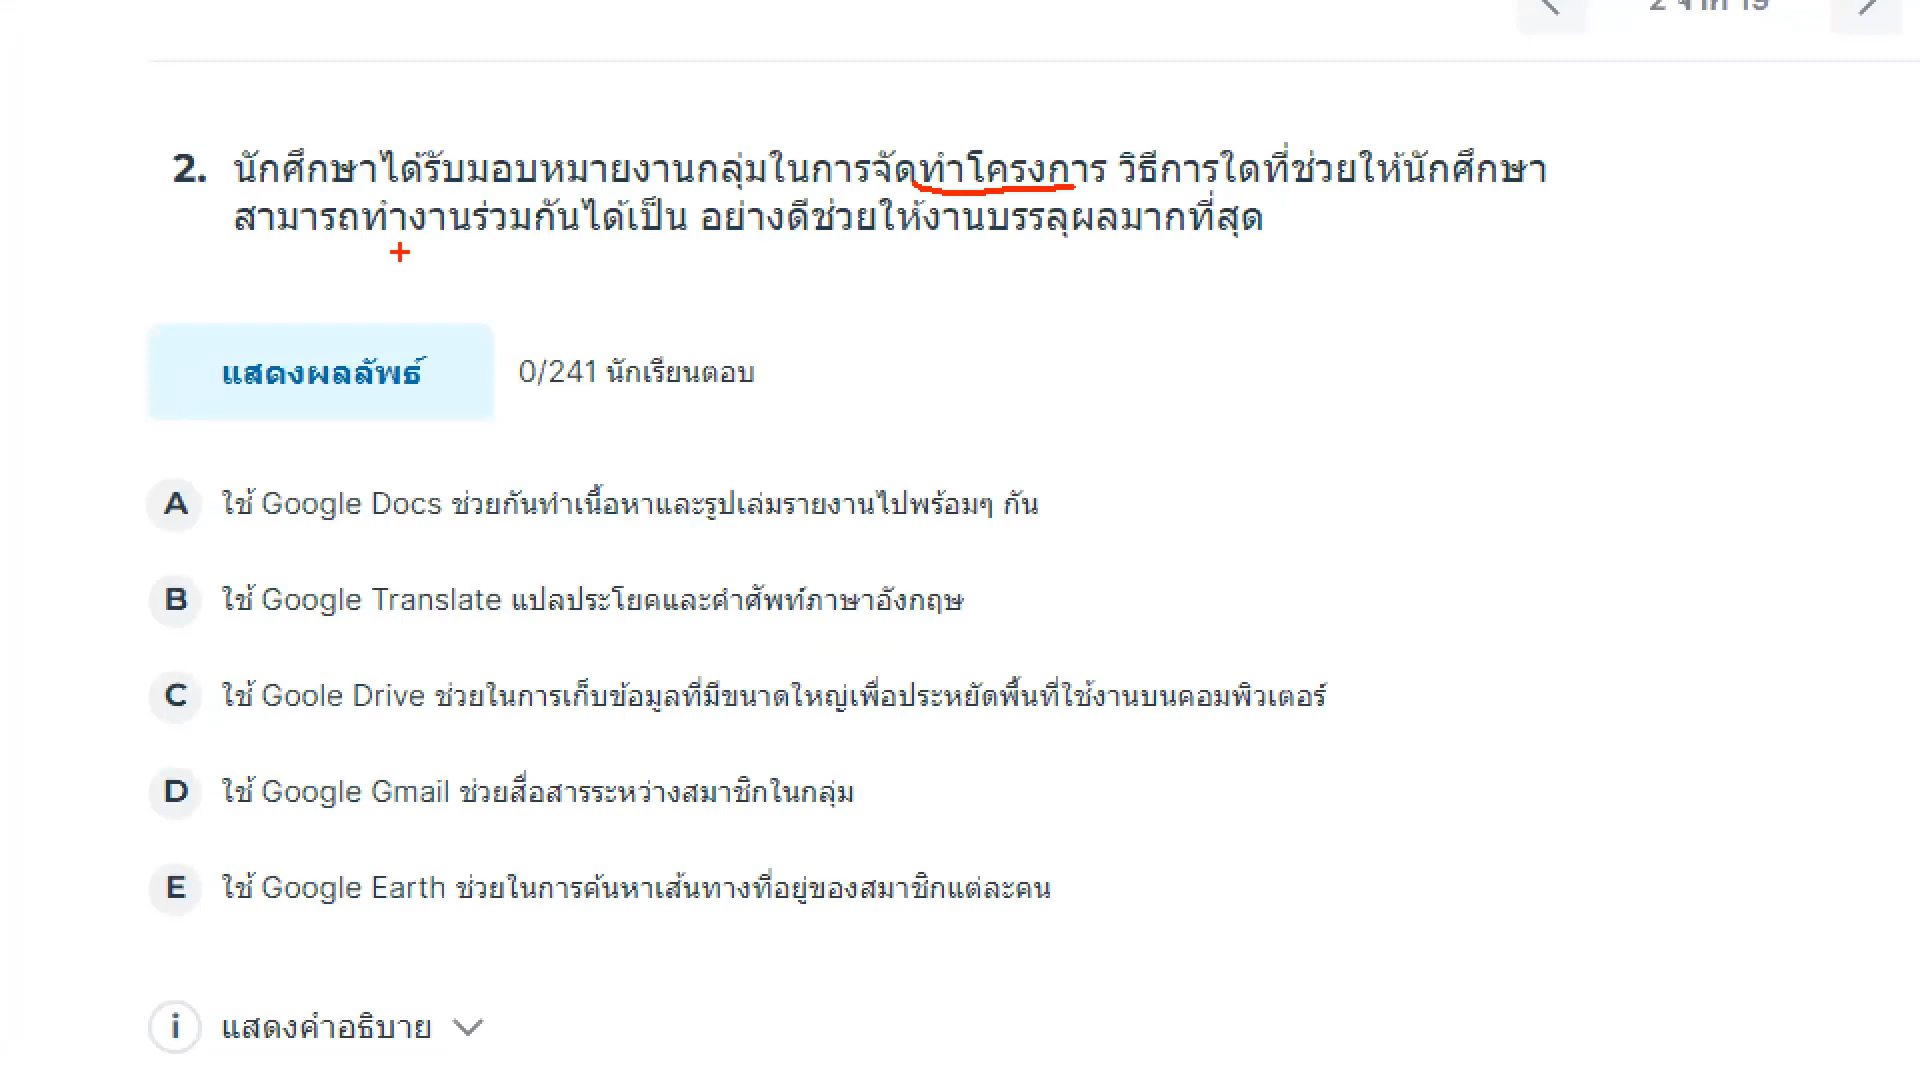 2 จาก 19
2. นักศึกษาได้รับมอบหมายงานกลุ่มในการจัดทำโครงการ วิธีการใดที่ช่วยให้นักศึกษา
สามารถทำงานร่วมกันได้เป็น อย่างดีช่วยให้งานบรรลุผลมากที่สุด
แสดงผลลัพธ์ 0/241 นักเรียนตอบ
A ใช้ Google Docs ช่วยกันทำเนื้อหาและรูปเล่มรายงานไปพร้อมๆ กัน
B ใช้ Google Translate แปลประโยคและคำศัพท์ภาษาอังกฤษ
C ใช้ Goole Drive ช่วยในการเก็บข้อมูลที่มีขนาดใหญ่เพื่อประหยัดพื้นที่ใช้งานบนคอมพิวเตอร์
D ใช้ Google Gmail ช่วยสื่อสารระหว่างสมาชิกในกลุ่ม
E ใช้ Google Earth ช่วยในการค้นหาเส้นทางที่อยู่ของสมาชิกแต่ละคน
i แสดงคำอธิบาย